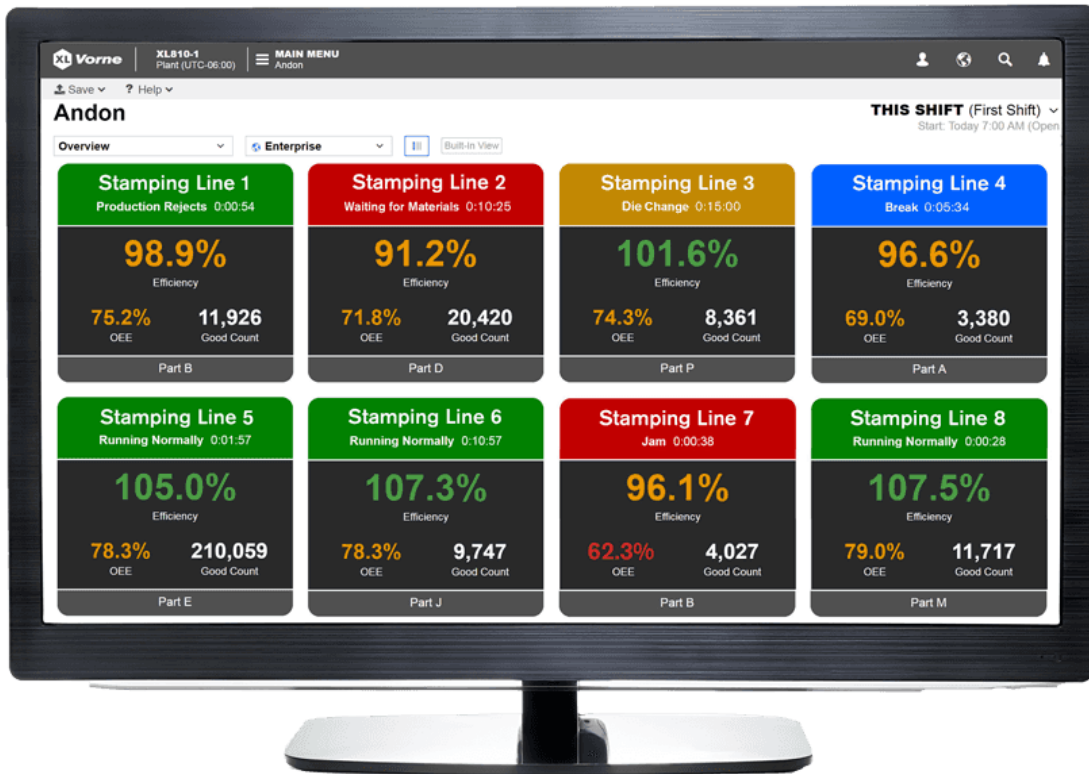 XL Vorne
XL810-1
Plant (UTC-06:00)
MAIN MENU
Andon
Save
? Help
Andon
THIS SHIFT (First Shift)
Start: Today 7:00 AM (Open
Overview
Enterprise
Built-In View
Stamping Line 1
Production Rejects 0:00:54
98.9%
Efficiency
75.2% 11,926
OEE Good Count
Part B
Stamping Line 2
Waiting for Materials 0:10:25
91.2%
Efficiency
71.8% 20,420
OEE Good Count
Part D
Stamping Line 3
Die Change 0:15:00
101.6%
Efficiency
74.3% 8,361
OEE Good Count
Part P
Stamping Line 4
Break 0:05:34
96.6%
Efficiency
69.0% 3,380
OEE Good Count
Part A
Stamping Line 5
Running Normally 0:01:57
105.0%
Efficiency
78.3% 210,059
OEE Good Count
Part E
Stamping Line 6
Running Normally 0:10:57
107.3%
Efficiency
78.3% 9,747
OEE Good Count
Part J
Stamping Line 7
Jam 0:00:38
96.1%
Efficiency
62.3% 4,027
OEE Good Count
Part B
Stamping Line 8
Running Normally 0:00:28
107.5%
Efficiency
79.0% 11,717
OEE Good Count
Part M